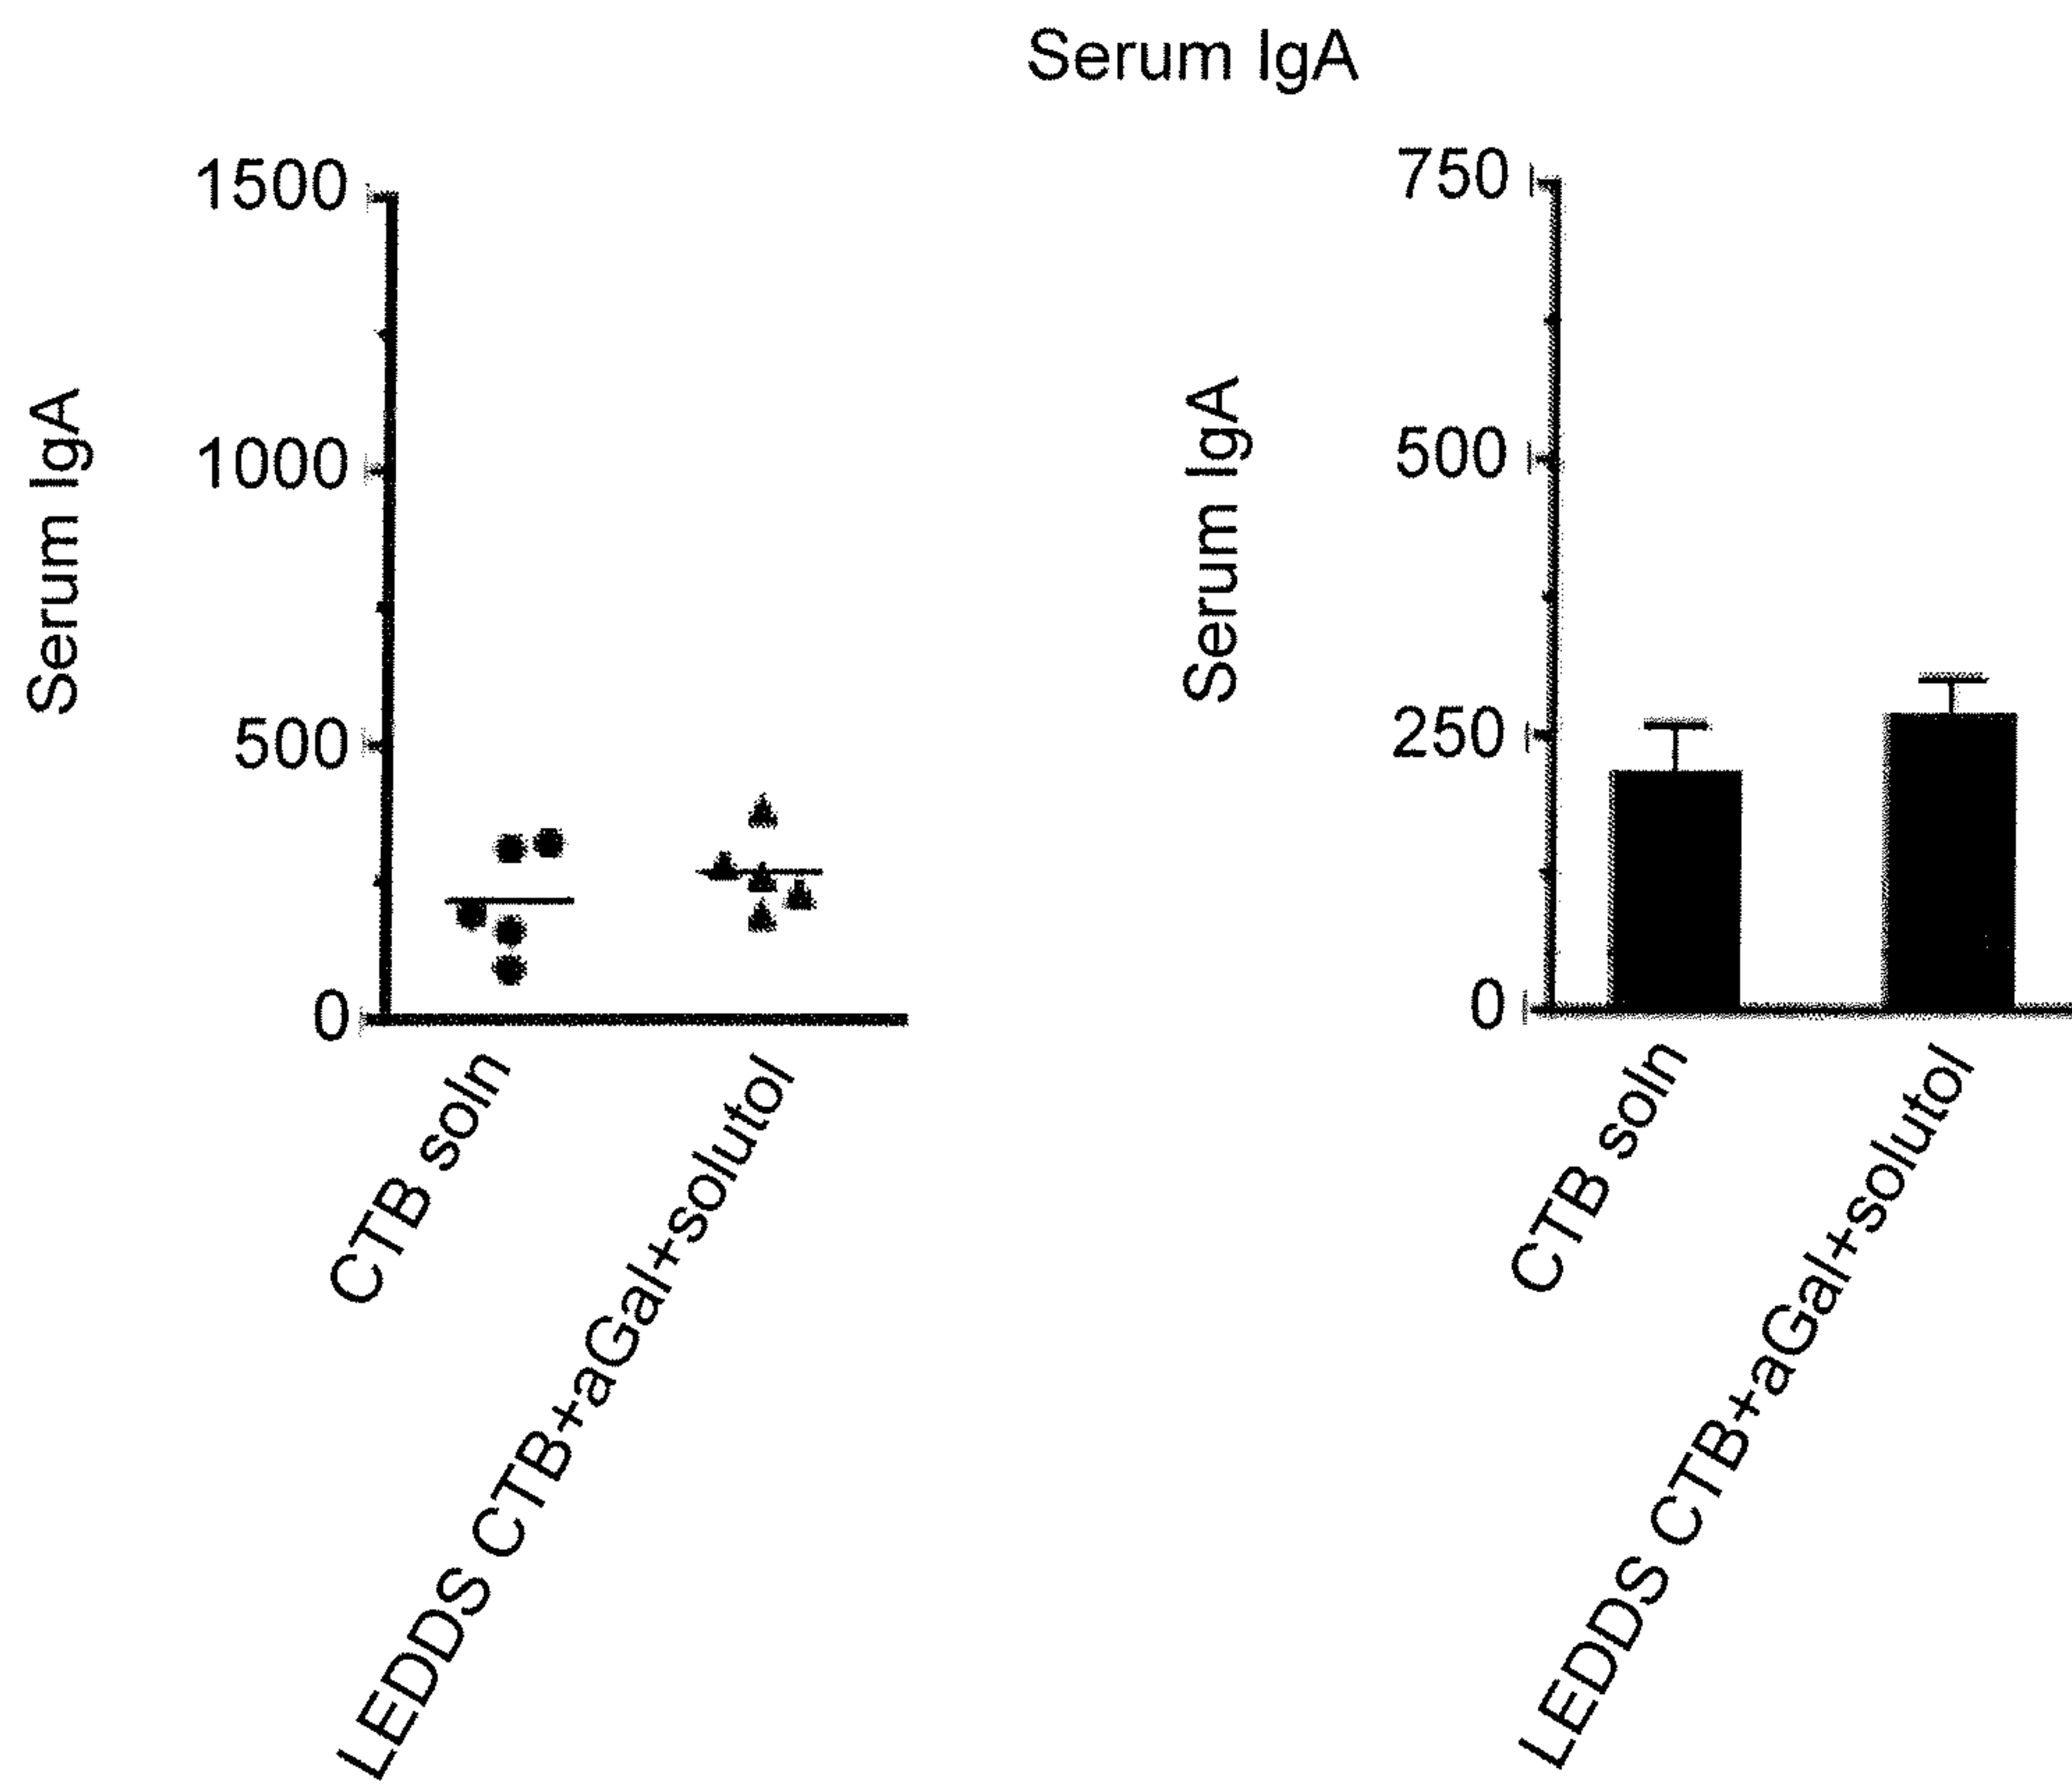 Serum IgA
Serum IgA
1500
1000
500
0
CTB soln
LEDDS CTB+aGal+solutol
Serum IgA
750
500
250
0
CTB soln
LEDDS CTB+aGal+solutol